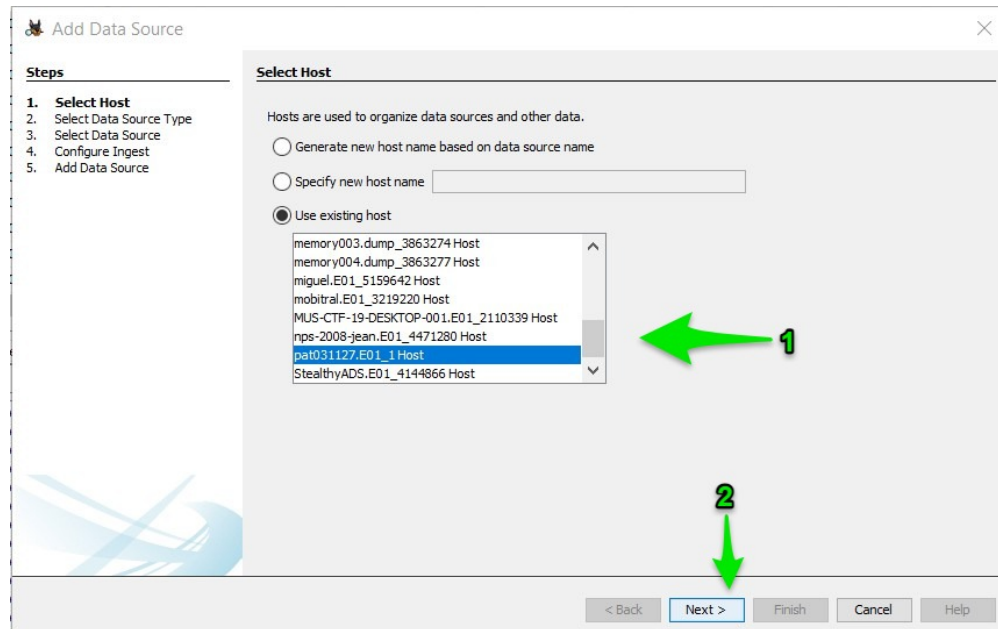 Add Data Source
Steps
1. Select Host
2. Select Data Source Type
3. Select Data Source
4. Configure Ingest
5. Add Data Source
Select Host
Hosts are used to organize data sources and other data.
Generate new host name based on data source name
Specify new host name
Use existing host
memory003.dump_3863274 Host
memory004.dump_3863277 Host
miguel.E01_5159642 Host
mobitral.E01_3219220 Host
MUS-CTF-19-DESKTOP-001.E01_2110339 Host
nps-2008-jean.E01_4471280 Host
pat031127.E01_1 Host
StealthyADS.E01_4144866 Host
1
2
< Back Next > Finish Cancel Help